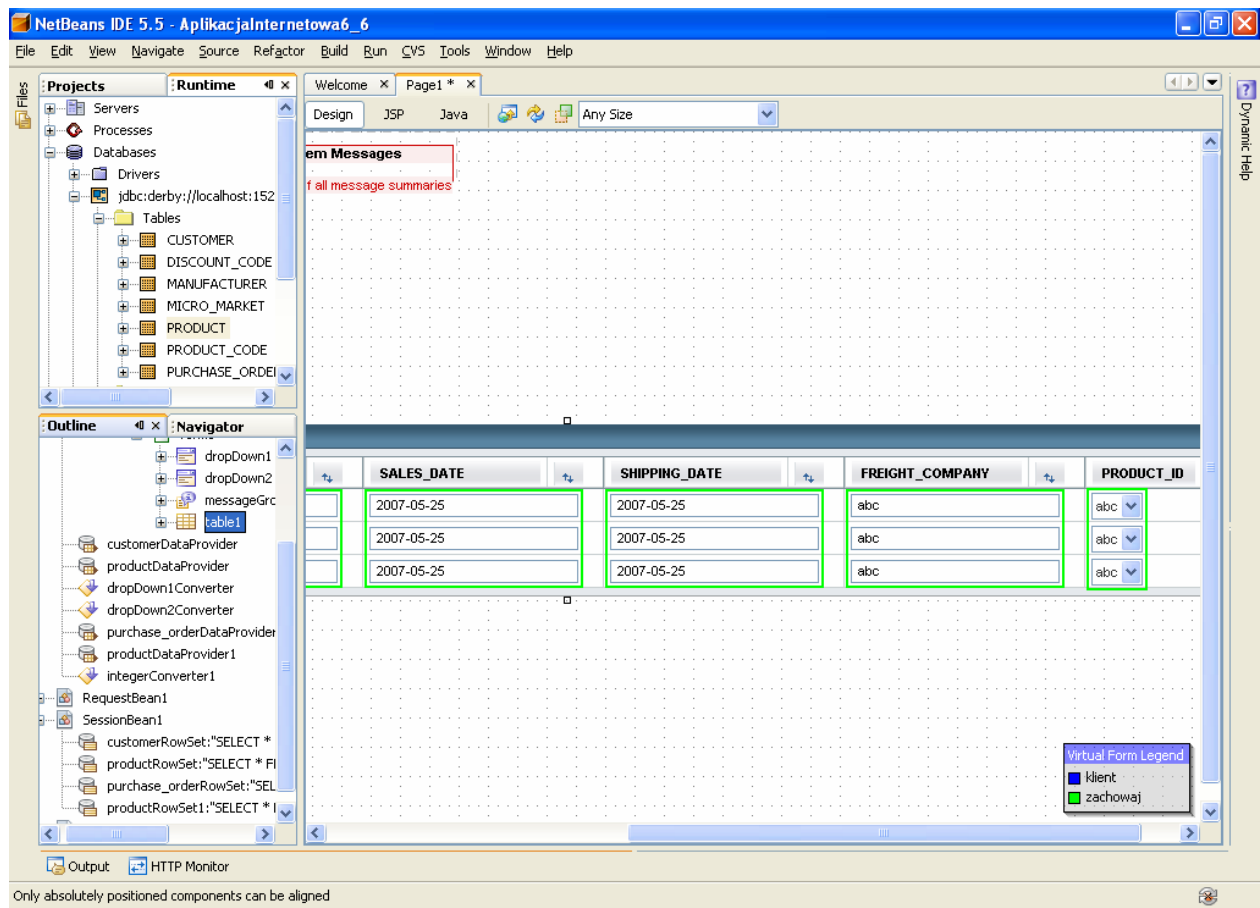 NetBeans IDE 5.5 - AplikacjaInternetowa6_6
File Edit View Navigate Source Refactor Build Run CVS Tools Window Help
Files
Projects Runtime
Servers
Processes
Databases
Drivers
jdbc:derby://localhost:152
Tables
CUSTOMER
DISCOUNT_CODE
MANUFACTURER
MICRO_MARKET
PRODUCT
PRODUCT_CODE
PURCHASE_ORDE
Outline Navigator
dropDown1
dropDown2
messageGrc
table1
customerDataProvider
productDataProvider
dropDown1Converter
dropDown2Converter
purchase_orderDataProvider
productDataProvider1
integerConverter1
RequestBean1
SessionBean1
customerRowSet:"SELECT *
productRowSet:"SELECT * FI
purchase_orderRowSet:"SEL
productRowSet1:"SELECT *
Welcome Page1 *
Design JSP Java Any Size
em Messages
f all message summaries
SALES_DATE SHIPPING_DATE FREIGHT_COMPANY PRODUCT_ID
2007-05-25 2007-05-25 abc abc
2007-05-25 2007-05-25 abc abc
2007-05-25 2007-05-25 abc abc
Virtual Form Legend
klient
zachowaj
? Dynamic Help
Output HTTP Monitor
Only absolutely positioned components can be aligned